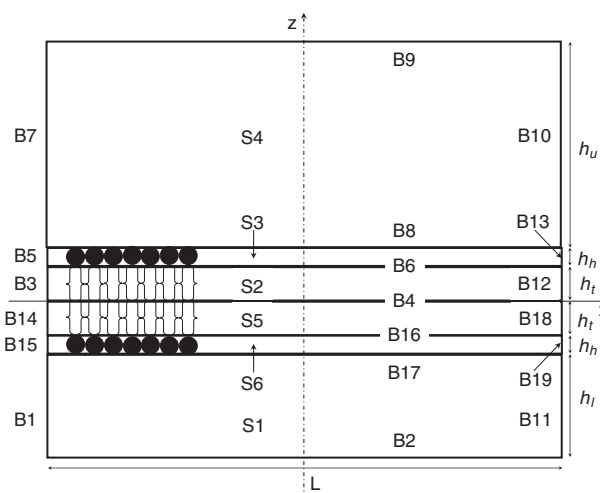 z
B9
B7 S4 B10 h_u
S3 B8 B13
B5 B6 h_h
B3 S2 B12 h_t
B4
B14 S5 B18 h_t
B15 B16 h_h
S6 B17 B19
B1 S1 B11 h_l
B2
L